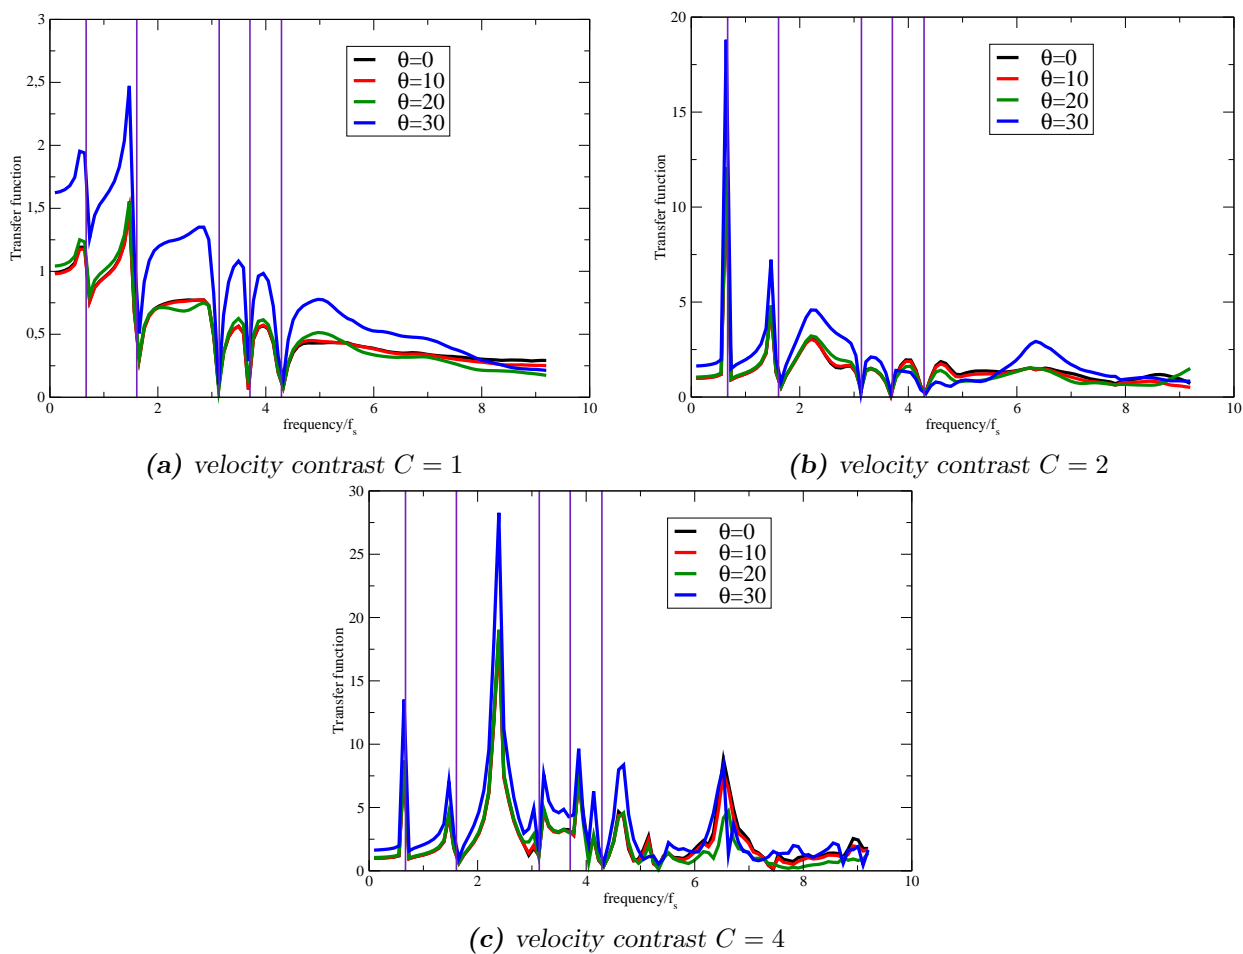 3
2,5
2
1,5
1
0,5
0
Transfer function
θ=0
θ=10
θ=20
θ=30
0 2 4 6 8 10
frequency/fs
(a) velocity contrast C = 1
20
15
10
5
0
Transfer function
θ=0
θ=10
θ=20
θ=30
0 2 4 6 8 10
frequency/fs
(b) velocity contrast C = 2
30
25
20
15
10
5
0
Transfer function
θ=0
θ=10
θ=20
θ=30
0 2 4 6 8 10
frequency/fs
(c) velocity contrast C = 4